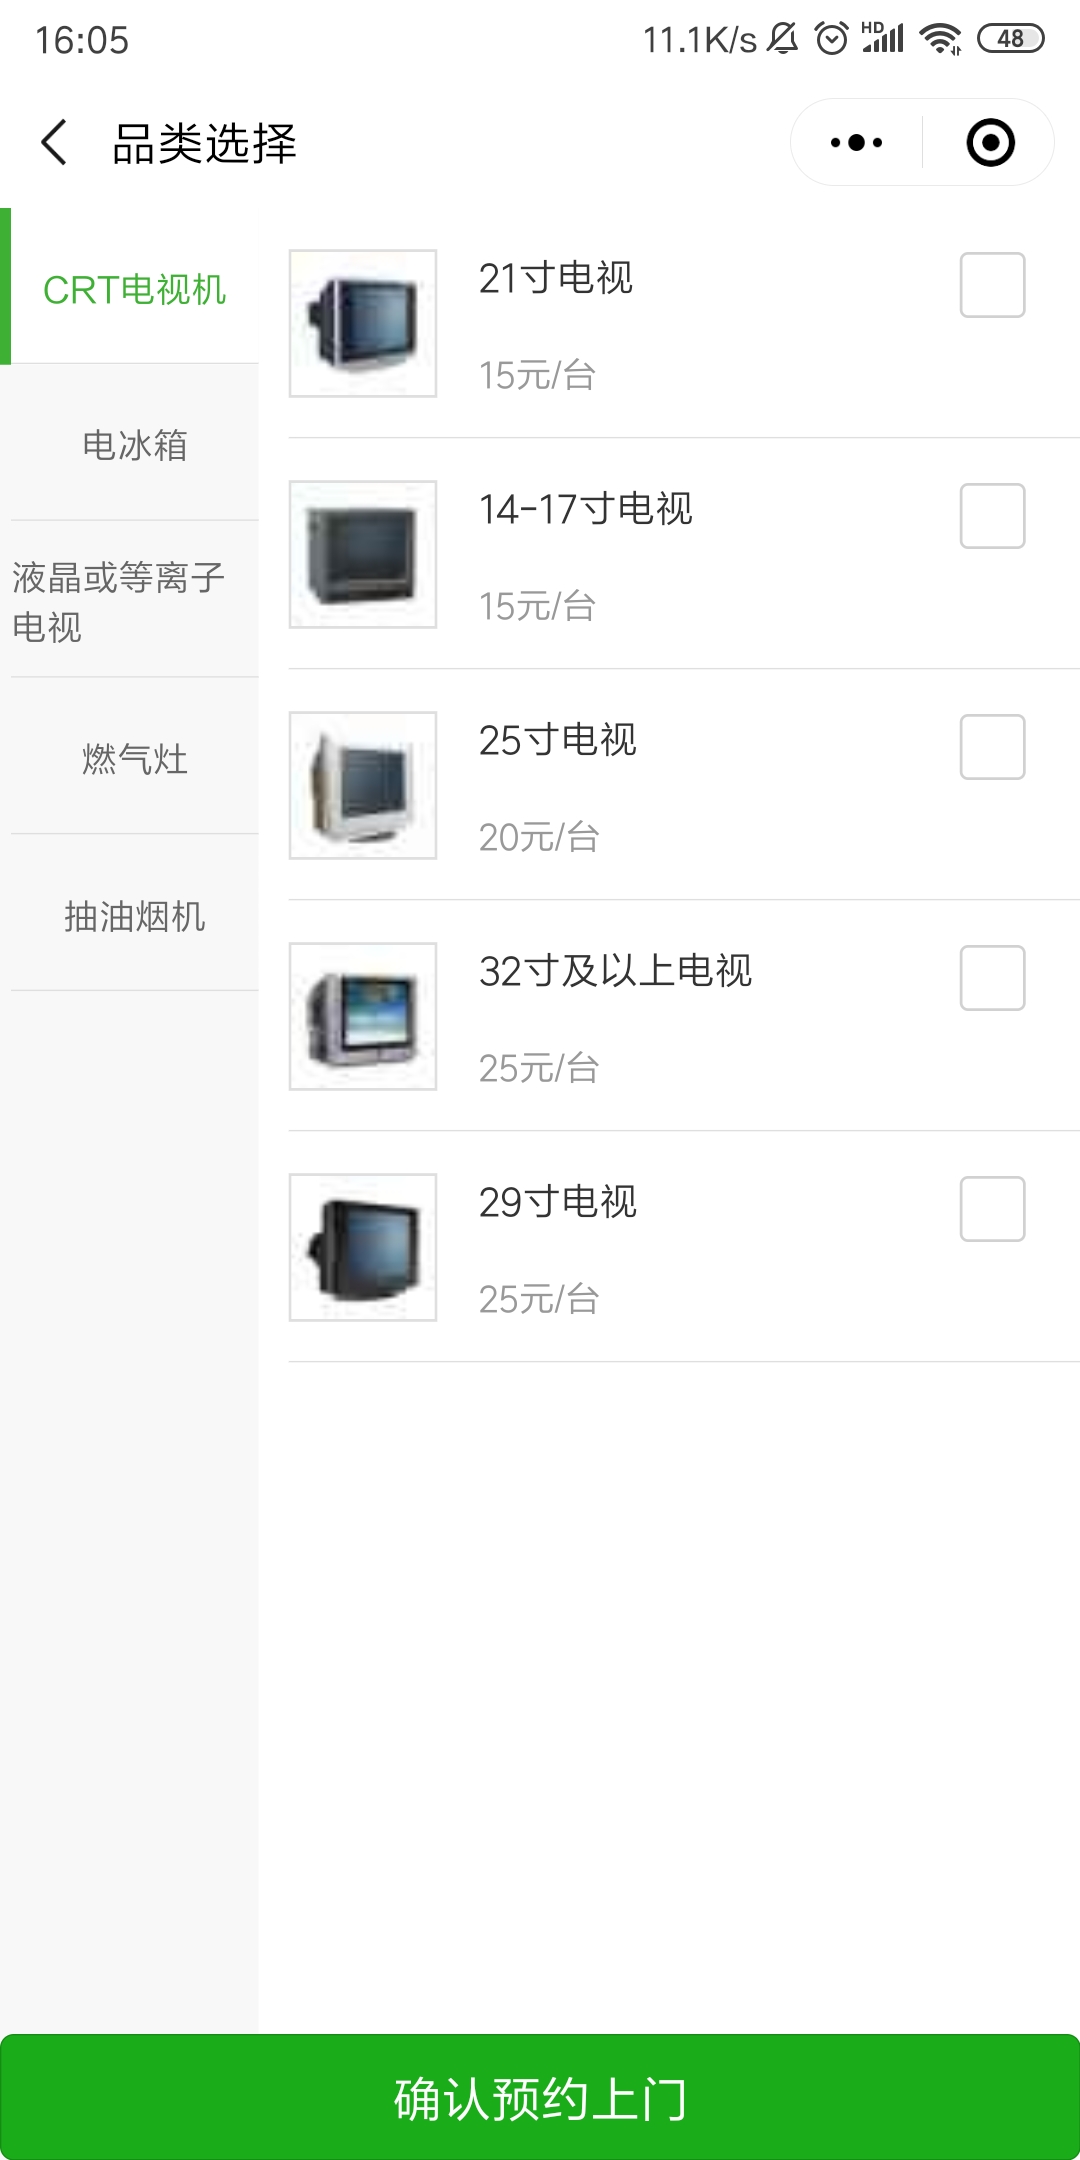 16:05
11.1K/s
HD
48
品类选择
CRT电视机
电冰箱
液晶或等离子
电视
燃气灶
抽油烟机
21寸电视
15元/台
14-17寸电视
15元/台
25寸电视
20元/台
32寸及以上电视
25元/台
29寸电视
25元/台
确认预约上门